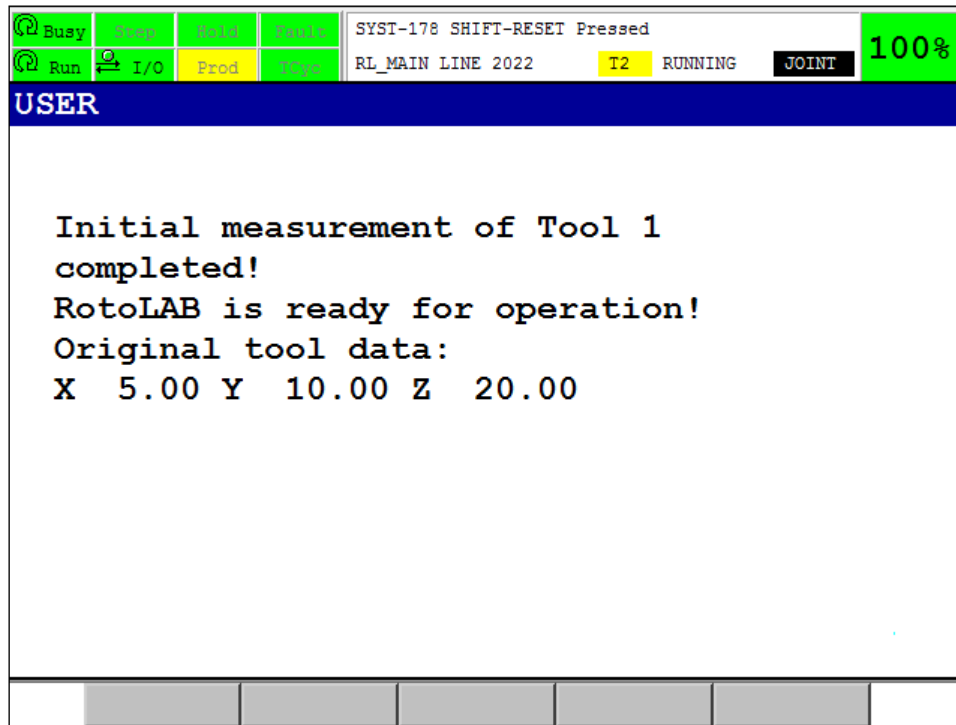 Busy Step Hold Fault SYST-178 SHIFT-RESET Pressed
Run I/O Prod TCyc RL_MAIN LINE 2022 T2 RUNNING JOINT 100%
USER
Initial measurement of Tool 1
completed!
RotoLAB is ready for operation!
Original tool data:
X 5.00 Y 10.00 Z 20.00